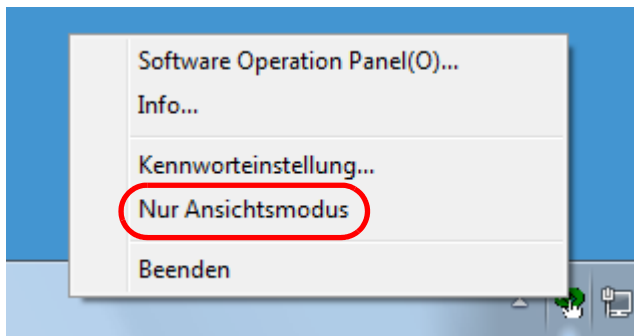 Software Operation Panel(O)...
Info...
Kennworteinstellung...
Nur Ansichtsmodus
Beenden